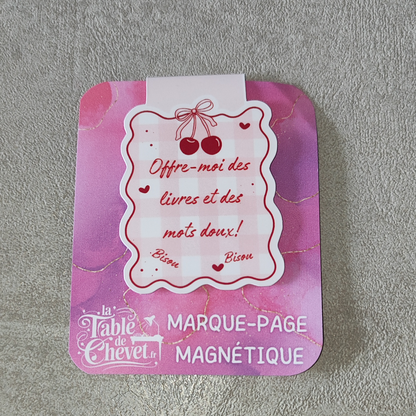 Offre-moi des
livres et des
mots doux!
Bisou
Bisou
la
Table
de
Chevet.fr
MARQUE-PAGE
MAGNÉTIQUE